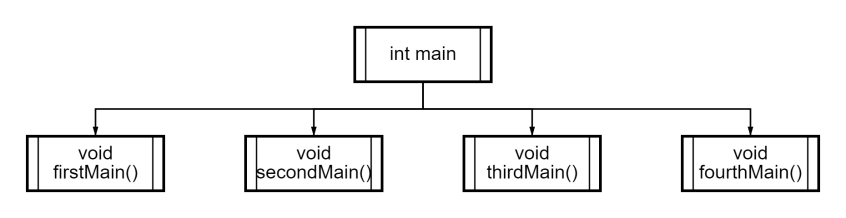 int main
void
firstMain()
void
secondMain()
void
thirdMain()
void
fourthMain()